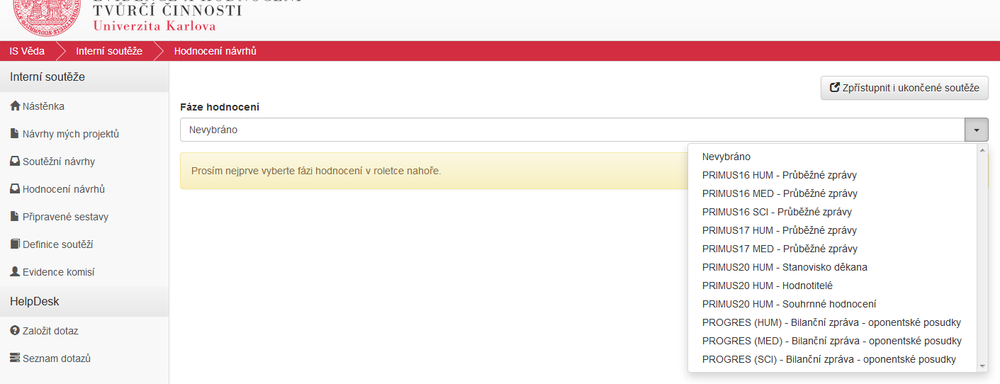 TVŮRČÍ ČINNOSTI
Univerzita Karlova
IS Věda
Interní soutěže
Hodnocení návrhů
Interní soutěže
Nástěnka
Návrhy mých projektů
Soutěžní návrhy
Hodnocení návrhů
Připravené sestavy
Definice soutěží
Evidence komisí
HelpDesk
Založit dotaz
Seznam dotazů
Zpřístupnit i ukončené soutěže
Fáze hodnocení
Nevybráno
Prosím nejprve vyberte fázi hodnocení v roletce nahoře.
Nevybráno
PRIMUS16 HUM - Průběžné zprávy
PRIMUS16 MED - Průběžné zprávy
PRIMUS16 SCI - Průběžné zprávy
PRIMUS17 HUM - Průběžné zprávy
PRIMUS17 MED - Průběžné zprávy
PRIMUS20 HUM - Stanovisko děkana
PRIMUS20 HUM - Hodnotitelé
PRIMUS20 HUM - Souhrnné hodnocení
PROGRES (HUM) - Bilanční zpráva - oponentské posudky
PROGRES (MED) - Bilanční zpráva - oponentské posudky
PROGRES (SCI) - Bilanční zpráva - oponentské posudky